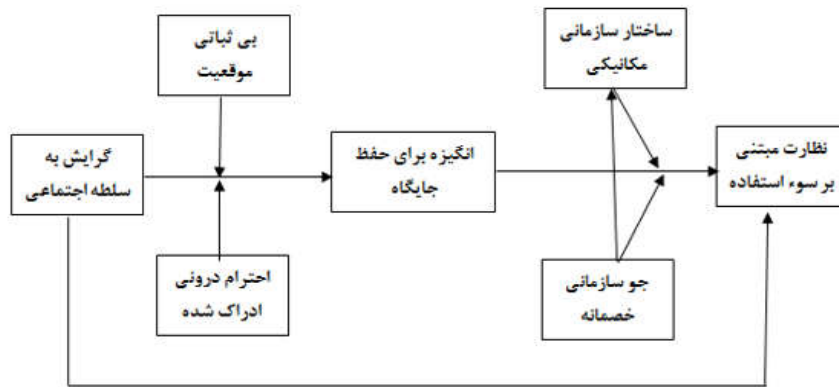 بی ثباتی
موقعیت
ساختار سازمانی
مکانیکی
گرایش به
سلطه اجتماعی
انگیزه برای حفظ
جایگاه
نظارت مبتنی
بر سوء استفاده
احترام درونی
ادراک شده
جو سازمانی
خصمانه